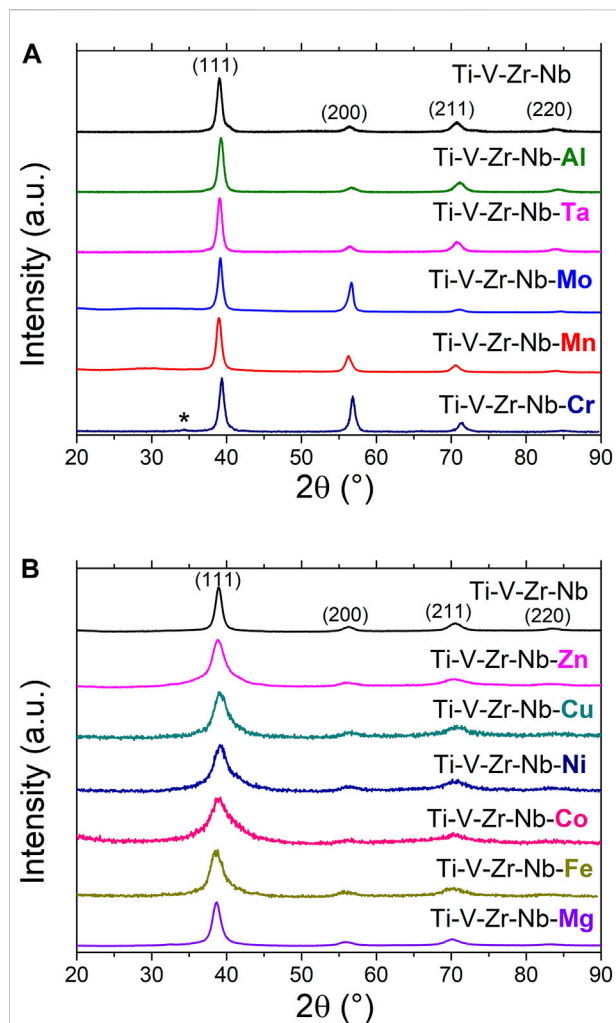 A
(111)
Ti-V-Zr-Nb
(200)
(211)
(220)
Ti-V-Zr-Nb-Al
Ti-V-Zr-Nb-Ta
Ti-V-Zr-Nb-Mo
Ti-V-Zr-Nb-Mn
Ti-V-Zr-Nb-Cr
*
Intensity (a.u.)
20 30 40 50 60 70 80 90
2θ (°)
B
(111)
Ti-V-Zr-Nb
(200)
(211)
(220)
Ti-V-Zr-Nb-Zn
Ti-V-Zr-Nb-Cu
Ti-V-Zr-Nb-Ni
Ti-V-Zr-Nb-Co
Ti-V-Zr-Nb-Fe
Ti-V-Zr-Nb-Mg
Intensity (a.u.)
20 30 40 50 60 70 80 90
2θ (°)